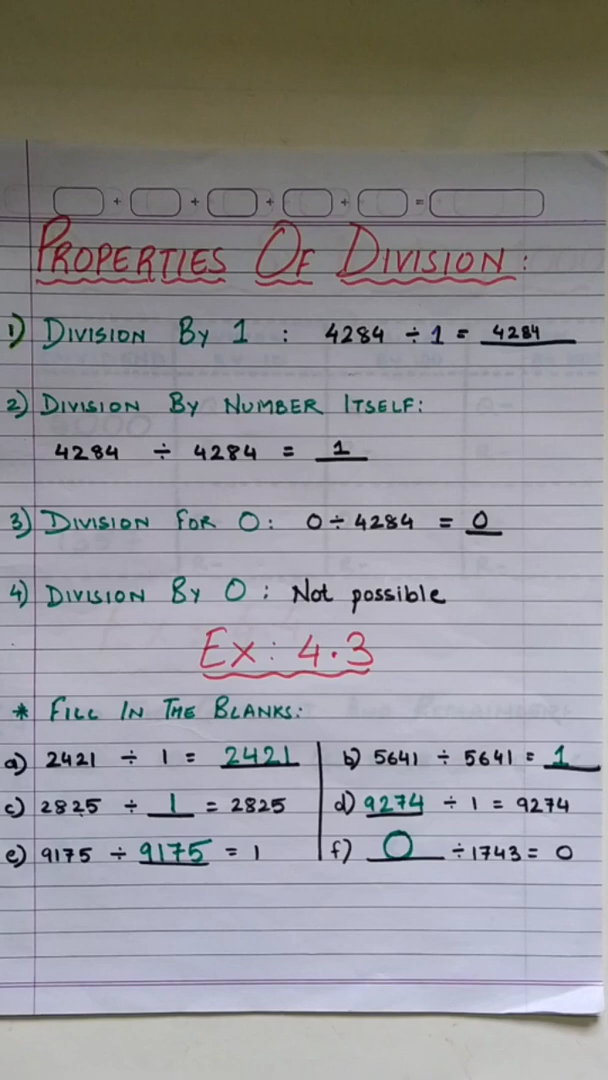 PROPERTIES OF DIVISION:
1) DIVISION BY 1 : 4284 ÷ 1 = 4284
2) DIVISION BY NUMBER ITSELF:
4284 ÷ 4284 = 1
3) DIVISION FOR 0: 0 ÷ 4284 = 0
4) DIVISION BY 0 : Not possible
Ex: 4.3
* FILL IN THE BLANKS:
a) 2421 ÷ 1 = 2421 b) 5641 ÷ 5641 = 1
c) 2825 ÷ 1 = 2825 d) 9274 ÷ 1 = 9274
e) 9175 ÷ 9175 = 1 f) 0 ÷ 1743 = 0